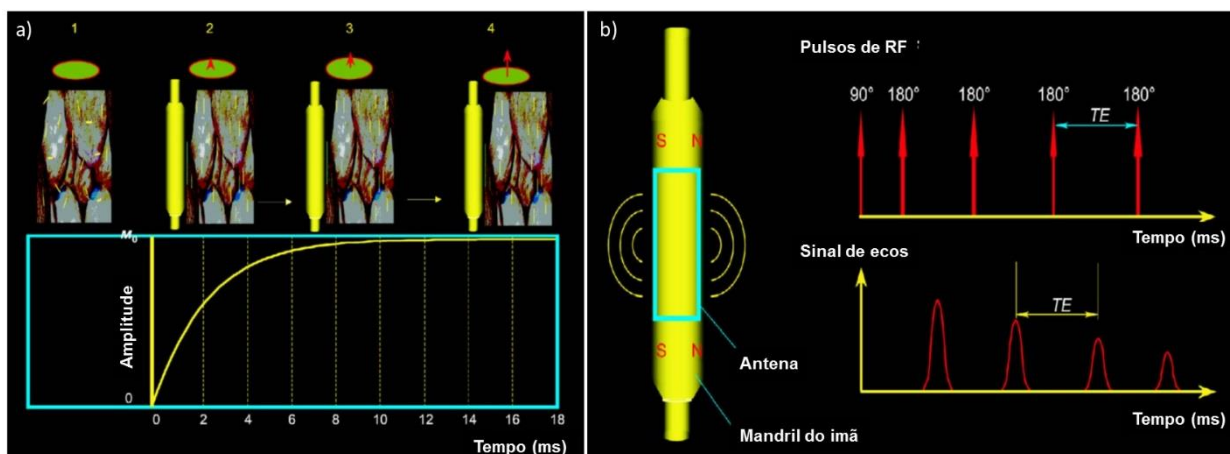 a)
1 2 3 4
M₀
Amplitude
0
0 2 4 6 8 10 12 14 16 18
Tempo (ms)
b)
S N
S N
Antena
Mandril do imã
Pulsos de RF :
90° 180° 180° 180° 180°
TE
Tempo (ms)
Sinal de ecos
TE
Tempo (ms)